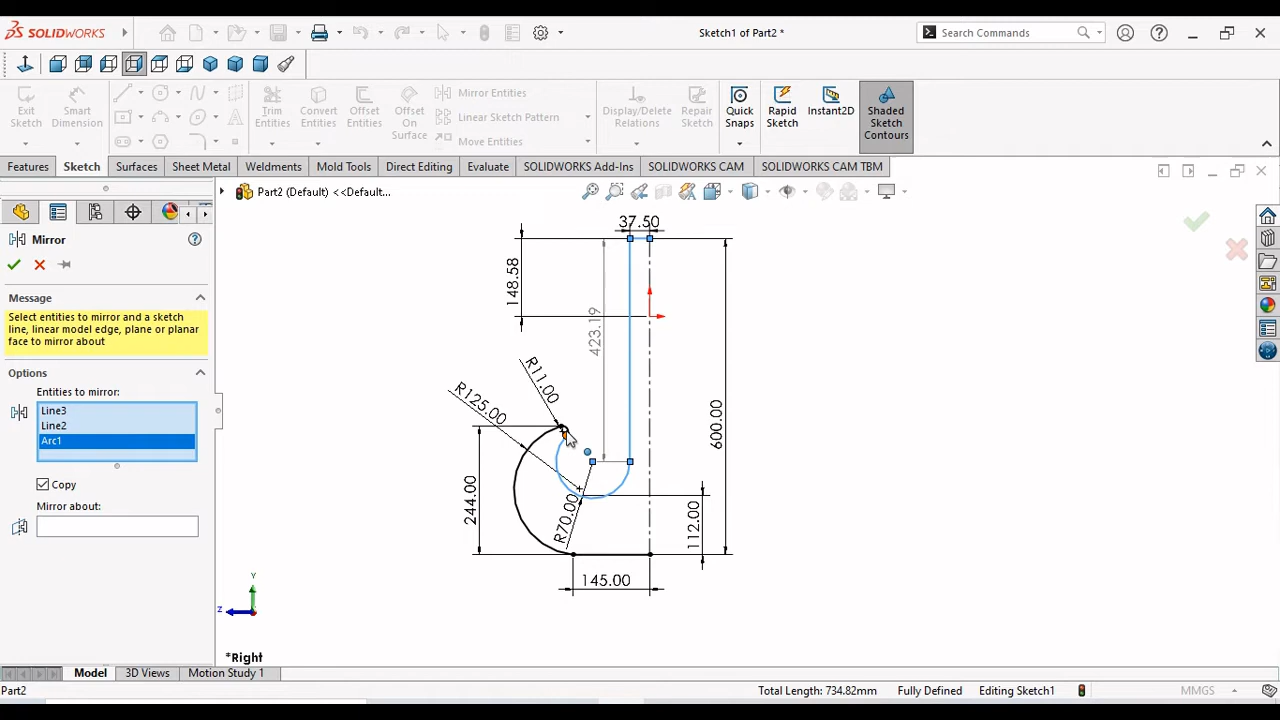 SOLIDWORKS
Sketch1 of Part2 *
Search Commands
Exit Sketch
Smart Dimension
Trim Entities
Convert Entities
Offset Entities
Offset On Surface
Mirror Entities
Linear Sketch Pattern
Move Entities
Display/Delete Relations
Repair Sketch
Quick Snaps
Rapid Sketch
Instant2D
Shaded Sketch Contours
Features
Sketch
Surfaces
Sheet Metal
Weldments
Mold Tools
Direct Editing
Evaluate
SOLIDWORKS Add-Ins
SOLIDWORKS CAM
SOLIDWORKS CAM TBM
Part2 (Default) <<Default...
Mirror
Message
Select entities to mirror and a sketch
line, linear model edge, plane or planar
face to mirror about
Options
Entities to mirror:
Line3
Line2
Arc1
Copy
Mirror about:
37.50
148.58
423.19
R11.00
R125.00
600.00
244.00
R70.00
112.00
145.00
Y
Z
*Right
Model
3D Views
Motion Study 1
Part2
Total Length: 734.82mm
Fully Defined
Editing Sketch1
MMGS